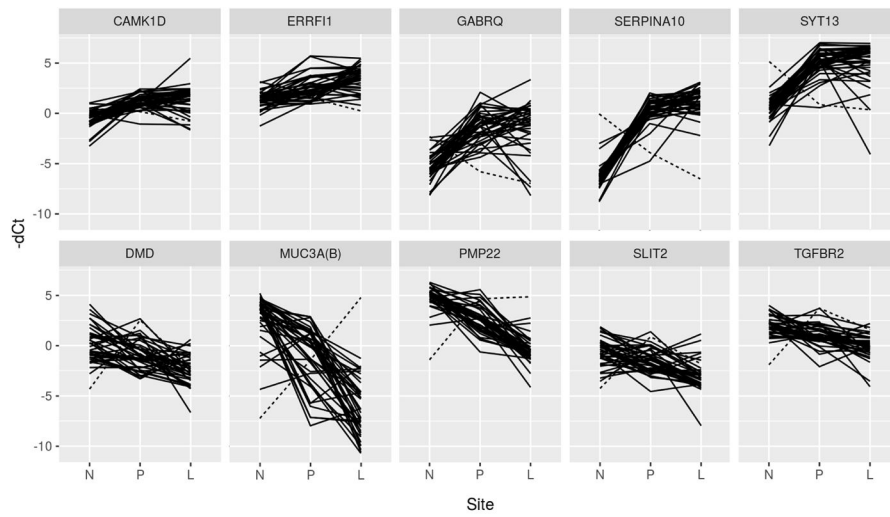 CAMK1D ERRFI1 GABRQ SERPINA10 SYT13
5
0
-5
-10
-dCt
DMD MUC3A(B) PMP22 SLIT2 TGFBR2
5
0
-5
-10
N P L N P L N P L N P L N P L
Site